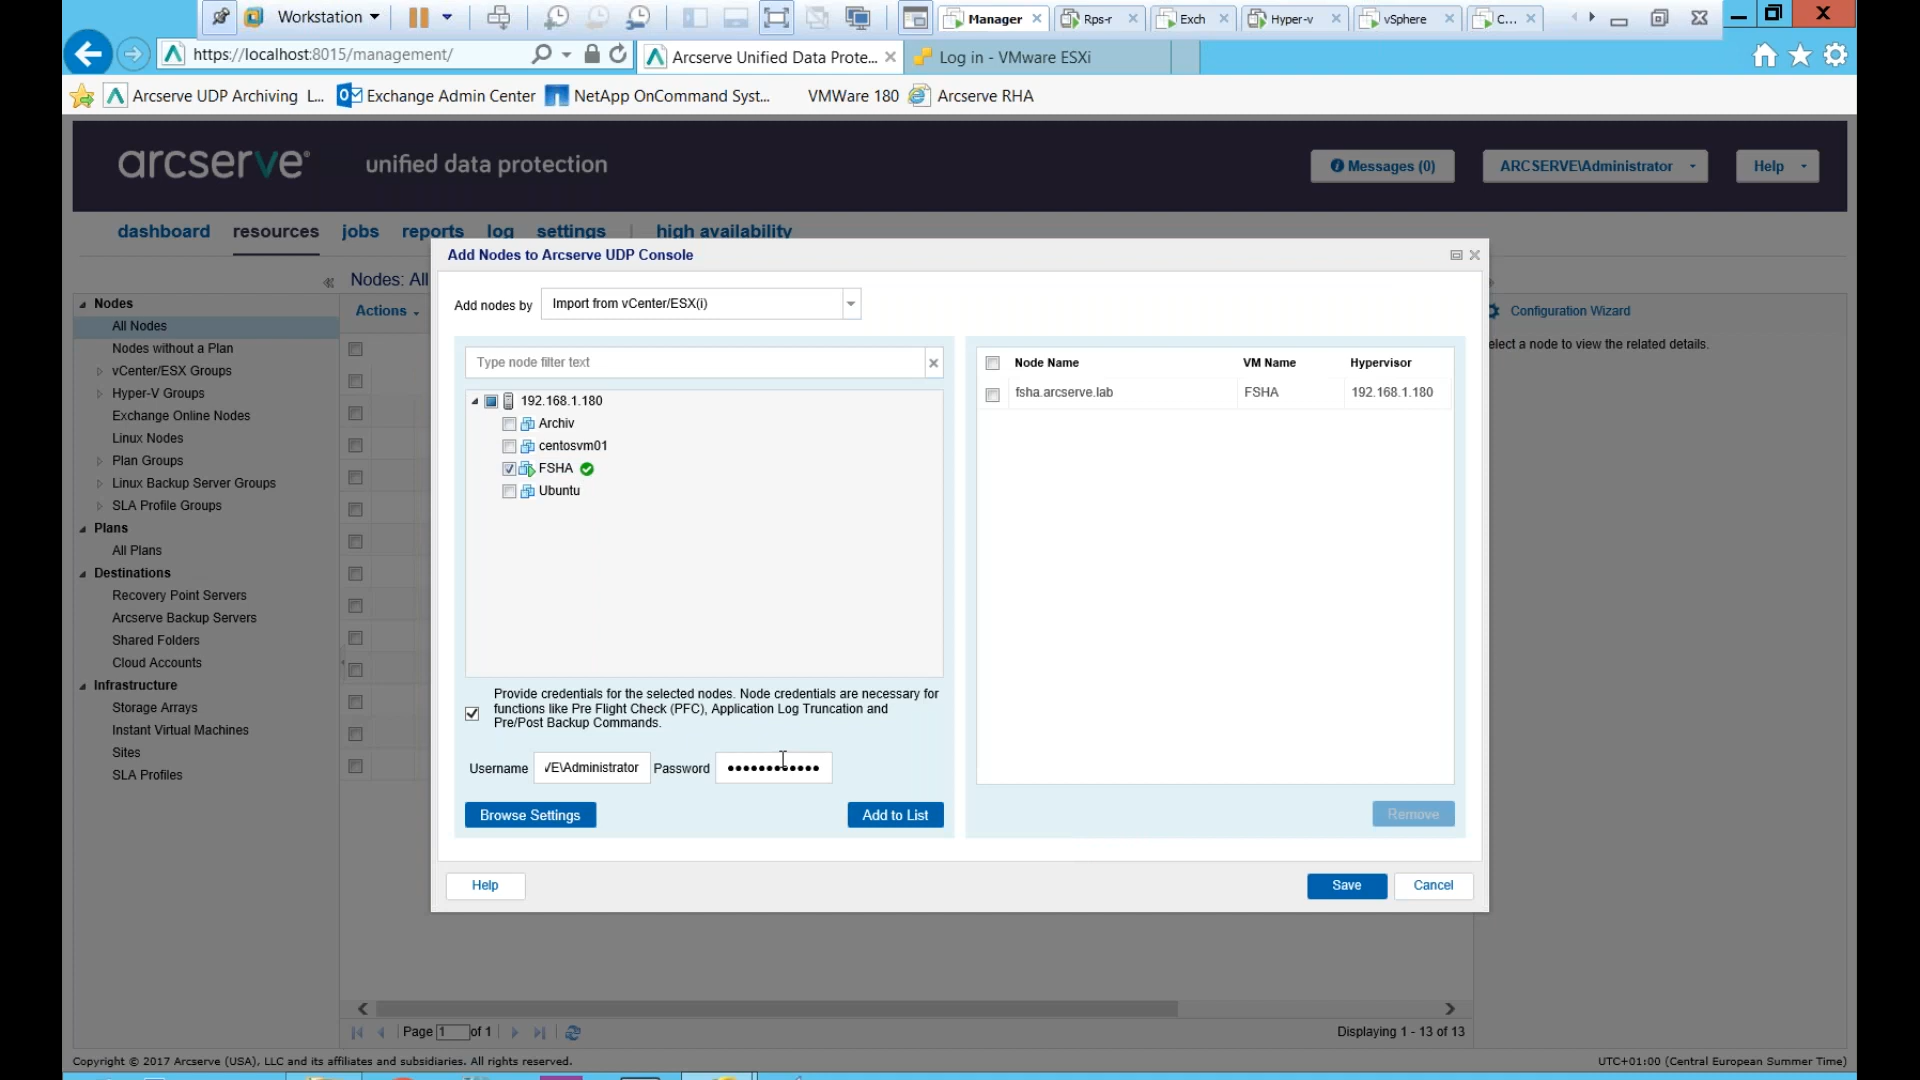 Workstation
Manager
Rps-r
Exch
Hyper-v
vSphere
C...
https://localhost:8015/management/
Arcserve Unified Data Prote...
Log in - VMware ESXi
Arcserve UDP Archiving L...
Exchange Admin Center
NetApp OnCommand Syst...
VMWare 180
Arcserve RHA
arcserve®
unified data protection
Messages (0)
ARCSERVE\Administrator
Help
dashboard
resources
jobs
reports
log
settings
high availability
Add Nodes to Arcserve UDP Console
Nodes: All
Actions
Nodes
All Nodes
Nodes without a Plan
vCenter/ESX Groups
Hyper-V Groups
Exchange Online Nodes
Linux Nodes
Plan Groups
Linux Backup Server Groups
SLA Profile Groups
Plans
All Plans
Destinations
Recovery Point Servers
Arcserve Backup Servers
Shared Folders
Cloud Accounts
Infrastructure
Storage Arrays
Instant Virtual Machines
Sites
SLA Profiles
Add nodes by
Import from vCenter/ESX(i)
Type node filter text
192.168.1.180
Archiv
centosvm01
FSHA
Ubuntu
Provide credentials for the selected nodes. Node credentials are necessary for
functions like Pre Flight Check (PFC), Application Log Truncation and
Pre/Post Backup Commands.
Username
VE\Administrator
Password
Browse Settings
Add to List
Node Name
VM Name
Hypervisor
fsha.arcserve.lab
FSHA
192.168.1.180
Remove
Help
Save
Cancel
Configuration Wizard
elect a node to view the related details.
Page 1 of 1
Displaying 1 - 13 of 13
Copyright © 2017 Arcserve (USA), LLC and its affiliates and subsidiaries. All rights reserved.
UTC+01:00 (Central European Summer Time)